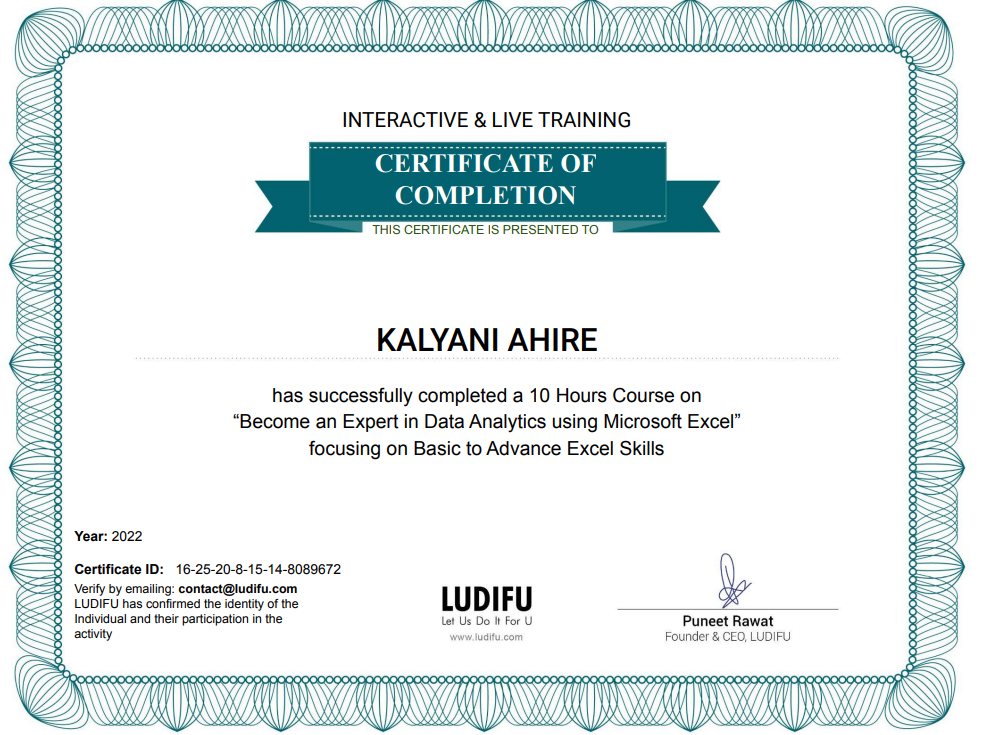 INTERACTIVE & LIVE TRAINING
CERTIFICATE OF
COMPLETION
THIS CERTIFICATE IS PRESENTED TO
KALYANI AHIRE
has successfully completed a 10 Hours Course on
“Become an Expert in Data Analytics using Microsoft Excel”
focusing on Basic to Advance Excel Skills
Year: 2022
Certificate ID: 16-25-20-8-15-14-8089672
Verify by emailing: contact@ludifu.com
LUDIFU has confirmed the identity of the
Individual and their participation in the
activity
LUDIFU
Let Us Do It For U
www.ludifu.com
Puneet Rawat
Founder & CEO, LUDIFU